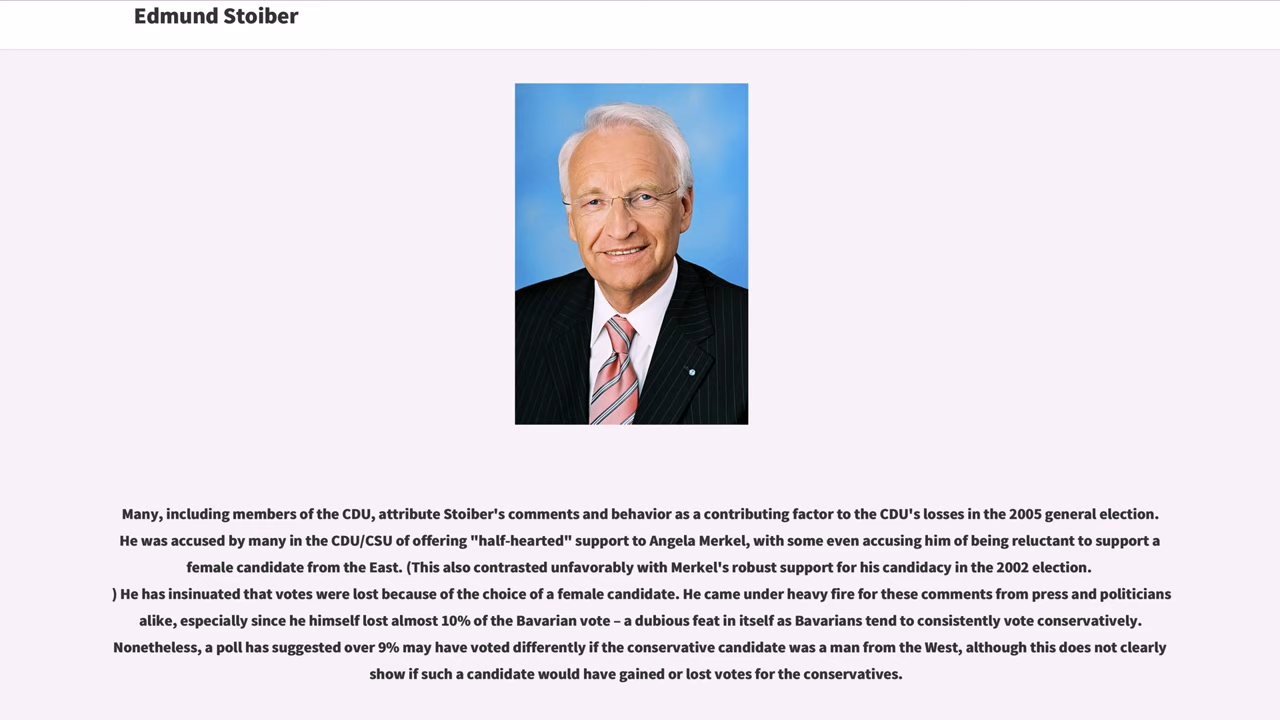 Edmund Stoiber
Many, including members of the CDU, attribute Stoiber's comments and behavior as a contributing factor to the CDU's losses in the 2005 general election.
He was accused by many in the CDU/CSU of offering "half-hearted" support to Angela Merkel, with some even accusing him of being reluctant to support a
female candidate from the East. (This also contrasted unfavorably with Merkel's robust support for his candidacy in the 2002 election.
) He has insinuated that votes were lost because of the choice of a female candidate. He came under heavy fire for these comments from press and politicians
alike, especially since he himself lost almost 10% of the Bavarian vote – a dubious feat in itself as Bavarians tend to consistently vote conservatively.
Nonetheless, a poll has suggested over 9% may have voted differently if the conservative candidate was a man from the West, although this does not clearly
show if such a candidate would have gained or lost votes for the conservatives.